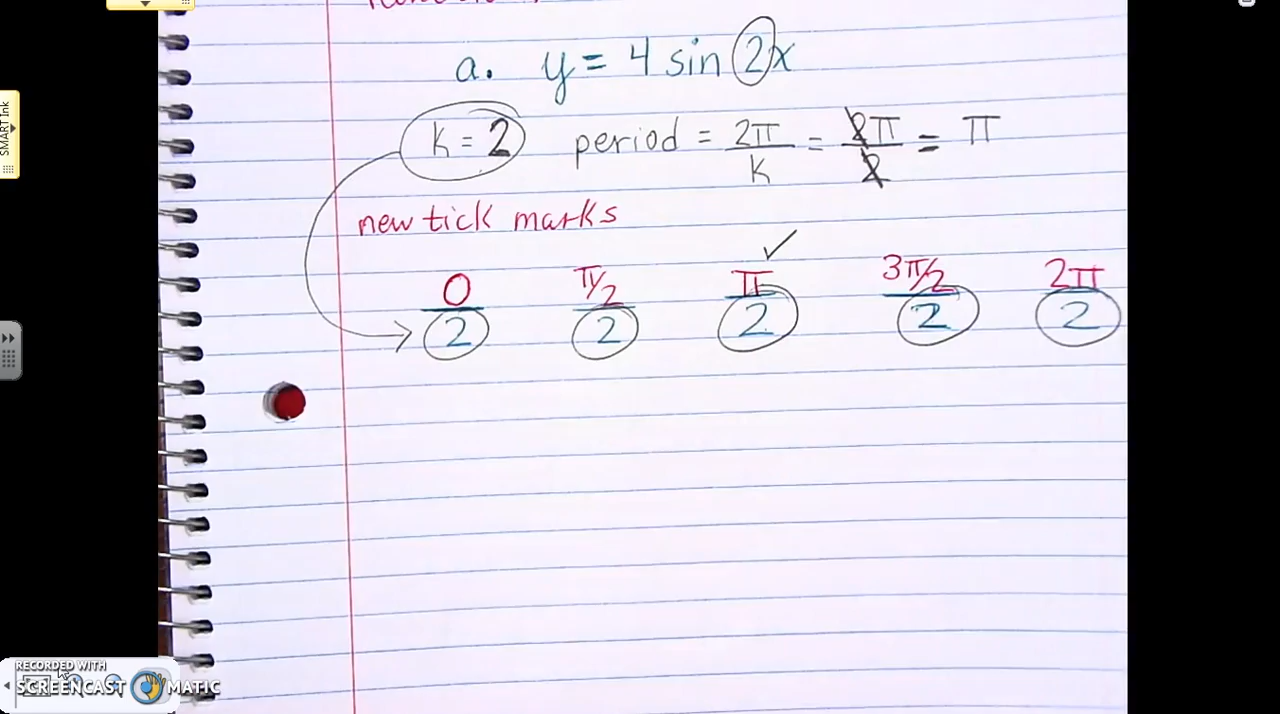 a. y = 4 sin 2x
k = 2 period = 2π/k = 2π/2 = π
new tick marks
0/2 π/2/2 π/2 3π/2/2 2π/2
SMART Ink
RECORDED WITH
SCREENCAST MATIC